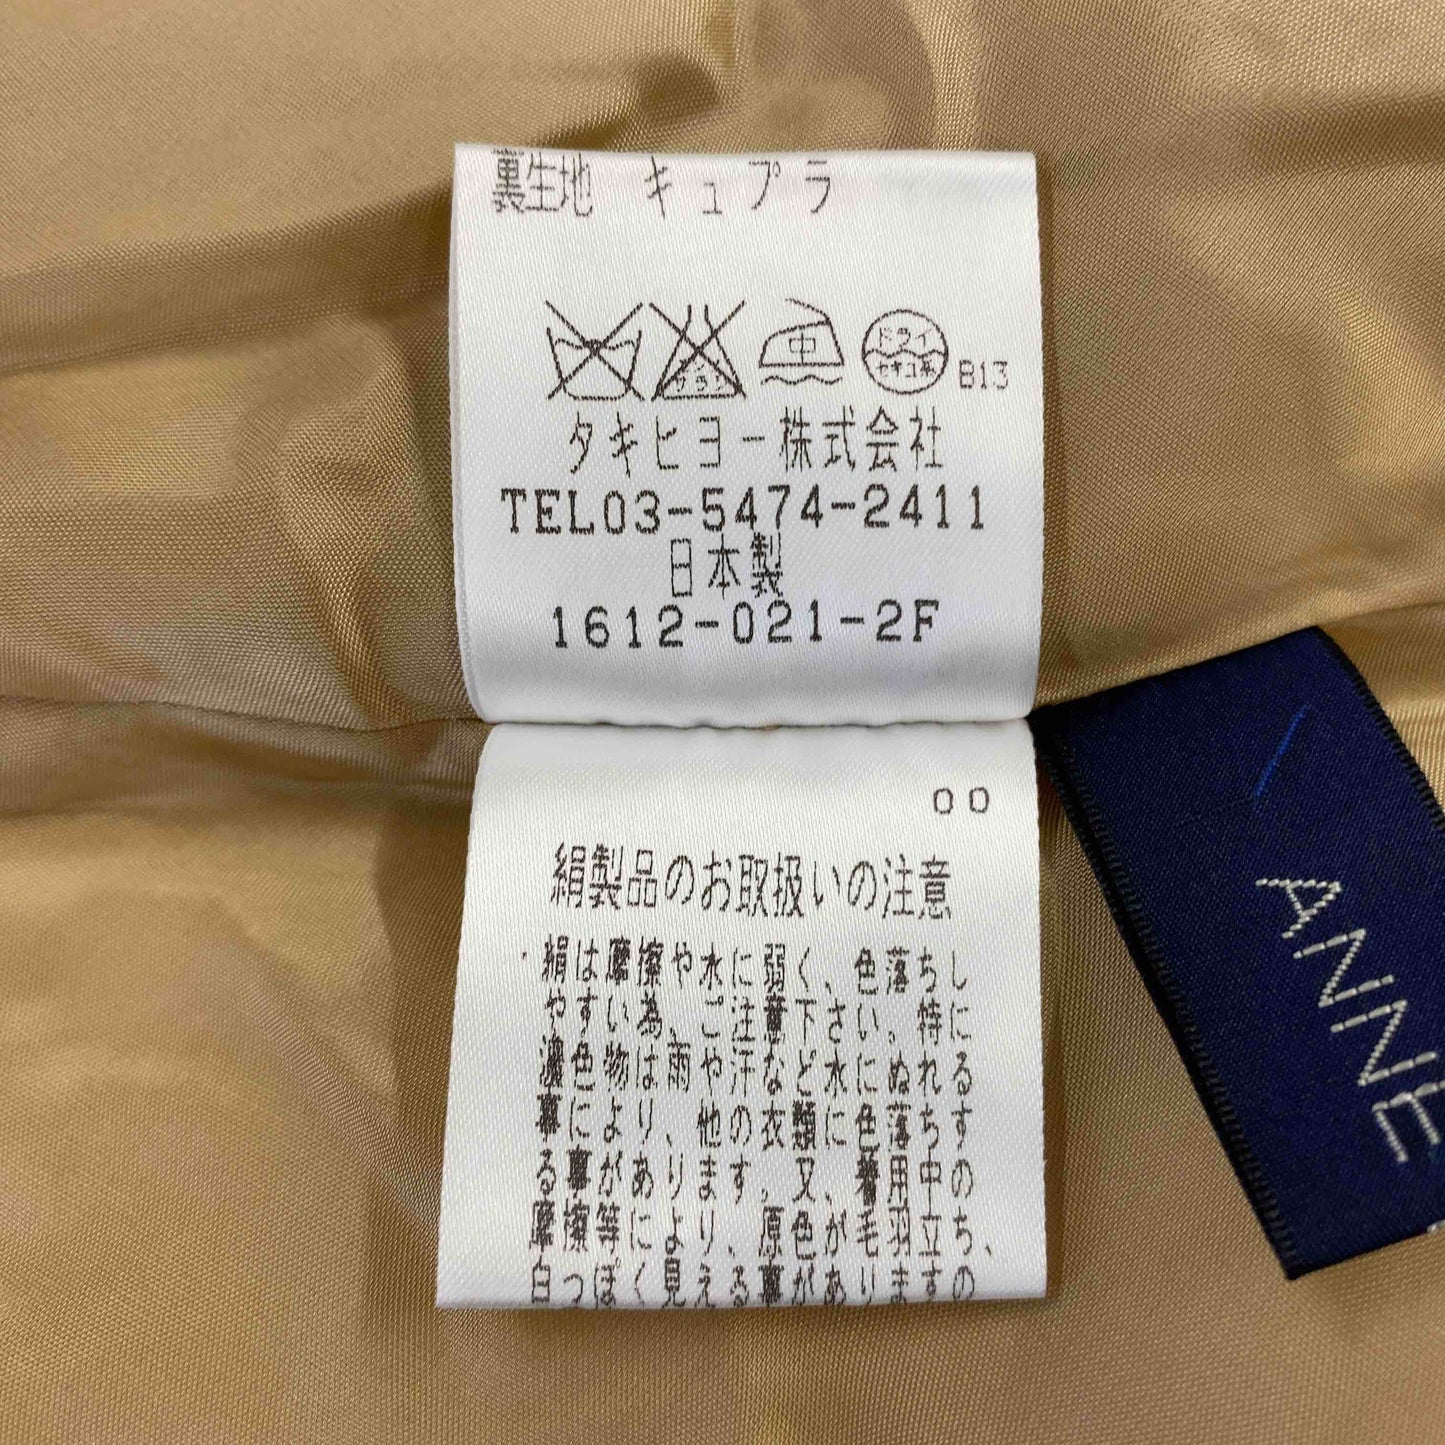 裏生地　キュプラ
中
ドライ
セキユ系
B13
タキヒヨー株式会社
TEL03-5474-2411
日本製
1612-021-2F
00
絹製品のお取扱いの注意
絹は摩擦や水に弱く、色落ちし
やすい為、ご注意下さい。特に
濃色物は雨や汗など水にぬれる
事により、他の衣類に色落ちす
る事があります。又、着用中の
摩擦等により、原色が毛羽立ち、
白っぽく見える事がありますの
ANNE